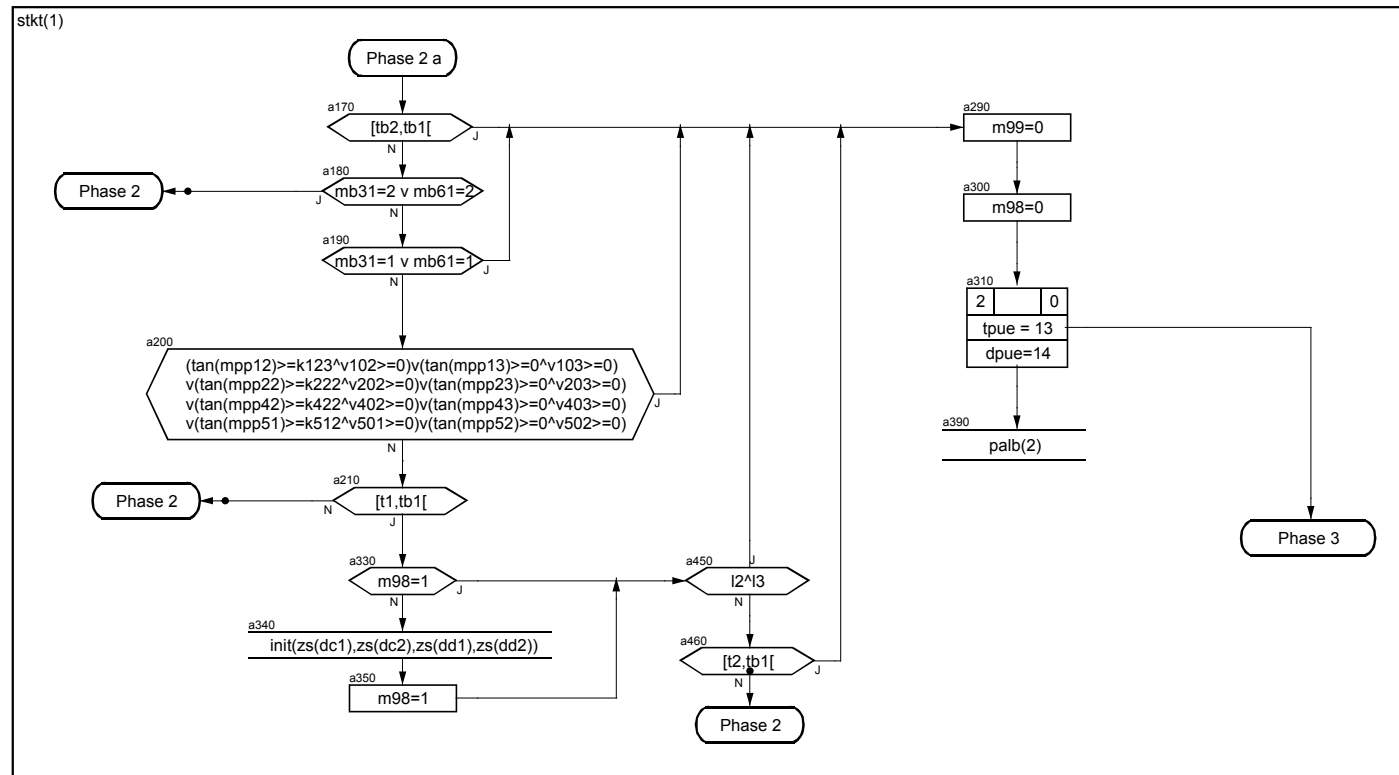 stkt(1)
Phase 2 a
a170
[tb2,tb1[
J
N
a180
mb31=2 v mb61=2
J
N
Phase 2
a190
mb31=1 v mb61=1
J
N
a200
(tan(mpp12)>=k123^v102>=0)v(tan(mpp13)>=0^v103>=0)
v(tan(mpp22)>=k222^v202>=0)v(tan(mpp23)>=0^v203>=0)
v(tan(mpp42)>=k422^v402>=0)v(tan(mpp43)>=0^v403>=0)
v(tan(mpp51)>=k512^v501>=0)v(tan(mpp52)>=0^v502>=0)
J
N
a210
[t1,tb1[
N
J
Phase 2
a330
m98=1
J
N
a340
init(zs(dc1),zs(dc2),zs(dd1),zs(dd2))
a350
m98=1
a450
l2^l3
J
N
a460
[t2,tb1[
J
N
Phase 2
a290
m99=0
a300
m98=0
a310
2 0
tpue = 13
dpue=14
a390
palb(2)
Phase 3